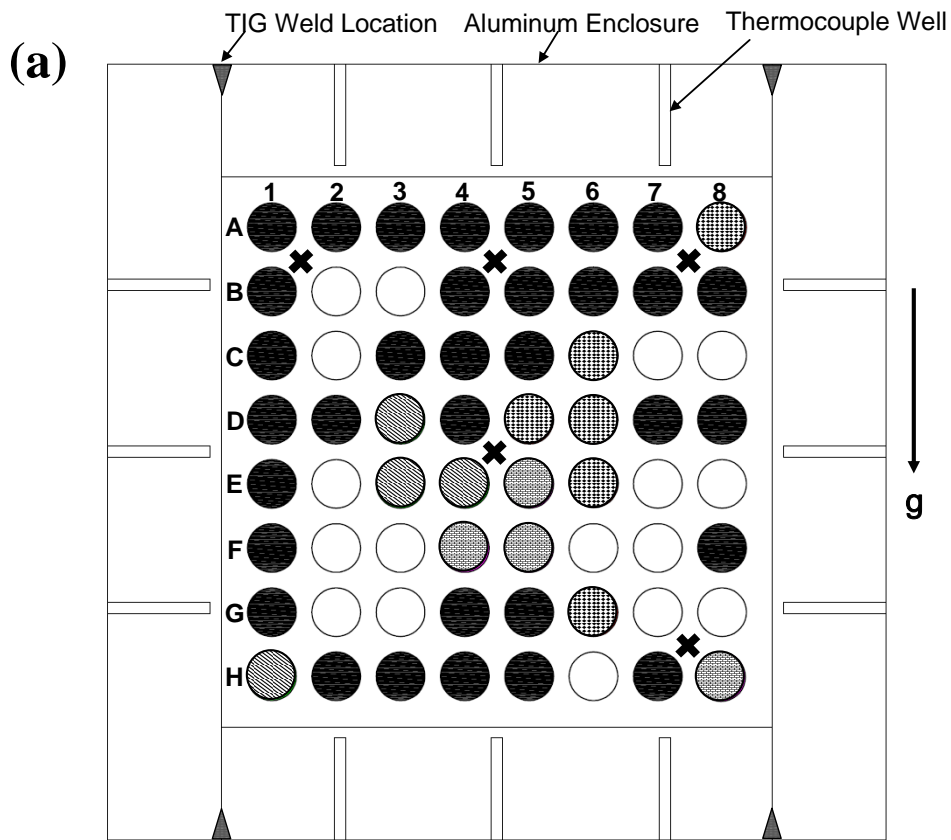 TIG Weld Location Aluminum Enclosure Thermocouple Well
(a)
1 2 3 4 5 6 7 8
A
B
C
D
E
g
F
G
H